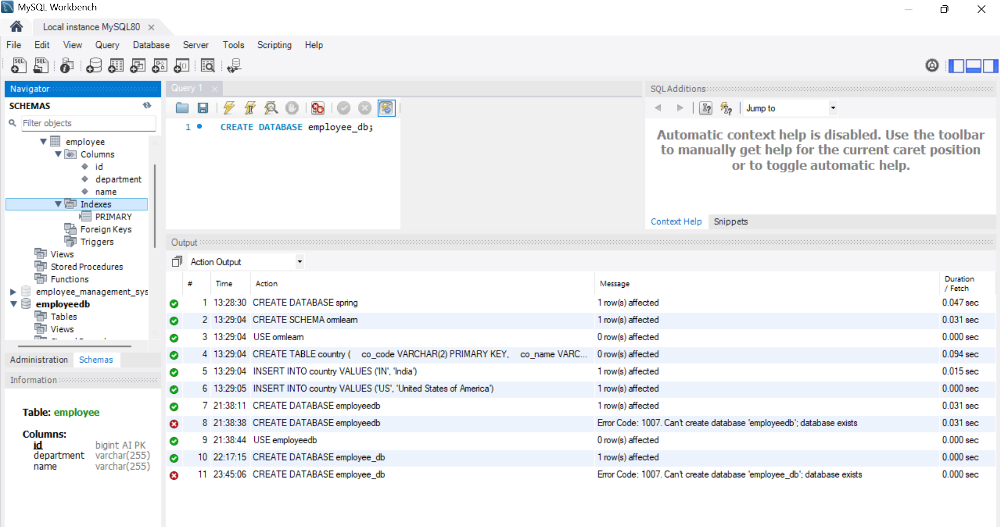 MySQL Workbench
Local instance MySQL80
File Edit View Query Database Server Tools Scripting Help
Navigator
SCHEMAS
Filter objects
employee
Columns
id
department
name
Indexes
PRIMARY
Foreign Keys
Triggers
Views
Stored Procedures
Functions
employee_management_sys
employeedb
Tables
Views
Administration Schemas
Information
Table: employee
Columns:
id bigint AI PK
department varchar(255)
name varchar(255)
Query 1
1 CREATE DATABASE employee_db;
SQLAdditions
Jump to
Automatic context help is disabled. Use the toolbar
to manually get help for the current caret position
or to toggle automatic help.
Context Help Snippets
Output
Action Output
# Time Action Message Duration / Fetch
1 13:28:30 CREATE DATABASE spring 1 row(s) affected 0.047 sec
2 13:29:04 CREATE SCHEMA ormlearn 1 row(s) affected 0.031 sec
3 13:29:04 USE ormlearn 0 row(s) affected 0.000 sec
4 13:29:04 CREATE TABLE country ( co_code VARCHAR(2) PRIMARY KEY, co_name VARC... 0 row(s) affected 0.094 sec
5 13:29:04 INSERT INTO country VALUES ('IN', 'India') 1 row(s) affected 0.015 sec
6 13:29:05 INSERT INTO country VALUES ('US', 'United States of America') 1 row(s) affected 0.000 sec
7 21:38:11 CREATE DATABASE employeedb 1 row(s) affected 0.031 sec
8 21:38:38 CREATE DATABASE employeedb Error Code: 1007. Can't create database 'employeedb'; database exists 0.031 sec
9 21:38:44 USE employeedb 0 row(s) affected 0.000 sec
10 22:17:15 CREATE DATABASE employee_db 1 row(s) affected 0.000 sec
11 23:45:06 CREATE DATABASE employee_db Error Code: 1007. Can't create database 'employee_db'; database exists 0.000 sec